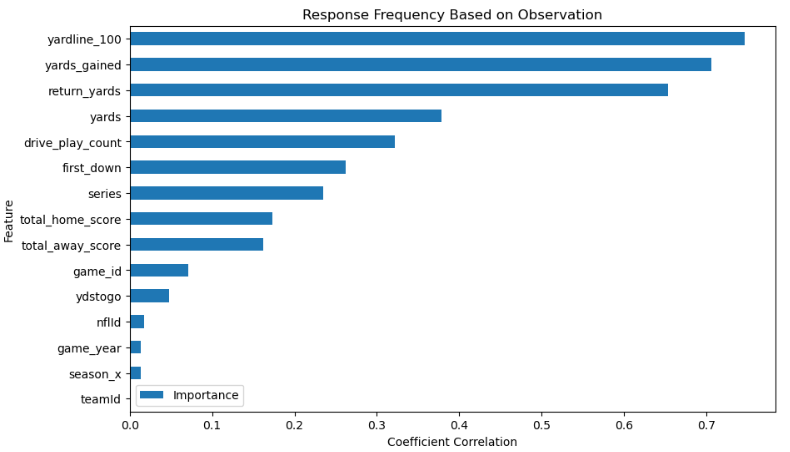 Response Frequency Based on Observation
Feature
yardline_100
yards_gained
return_yards
yards
drive_play_count
first_down
series
total_home_score
total_away_score
game_id
ydstogo
nflId
game_year
season_x
teamId
Importance
0.0 0.1 0.2 0.3 0.4 0.5 0.6 0.7
Coefficient Correlation